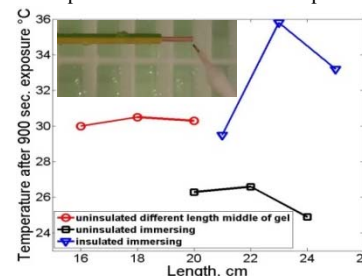 Temperature after 900 sec. exposure °C
36
34
32
30
28
26
24
uninsulated different length middle of gel
uninsulated immersing
insulated immersing
16 18 20 22 24 26
Length, cm